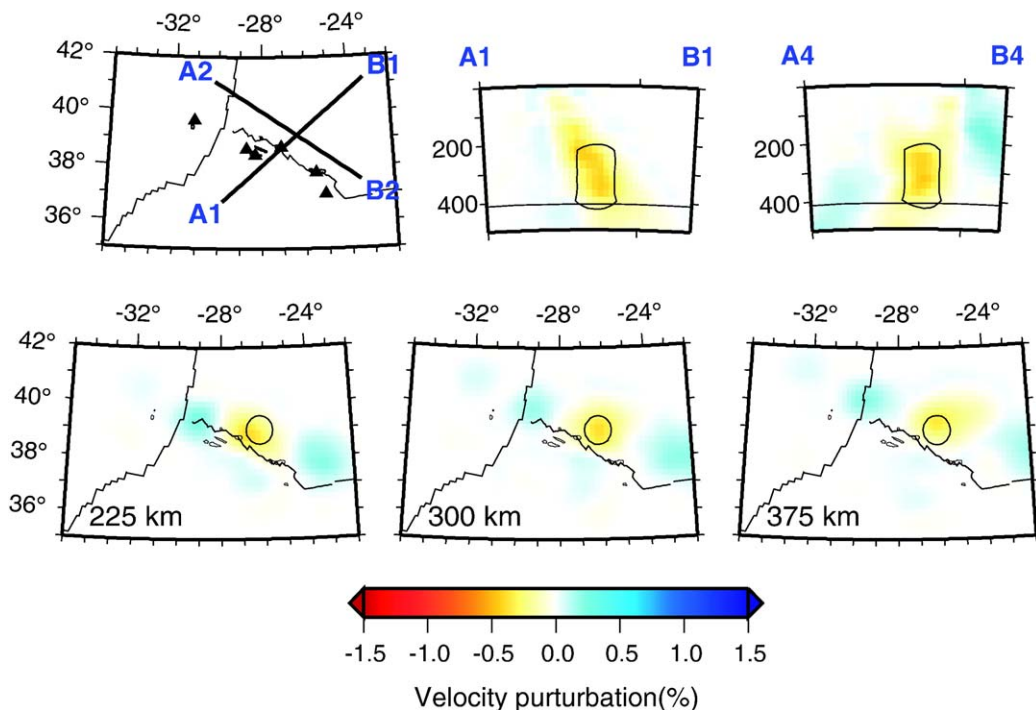 -32° -28° -24°
42° 40° 38° 36°
A2 B1
A1 B2
A1 B1
200
400
A4 B4
200
400
-32° -28° -24°
-32° -28° -24°
-32° -28° -24°
42°
40°
38°
36°
225 km
300 km
375 km
-1.5 -1.0 -0.5 0.0 0.5 1.0 1.5
Velocity purturbation(%)